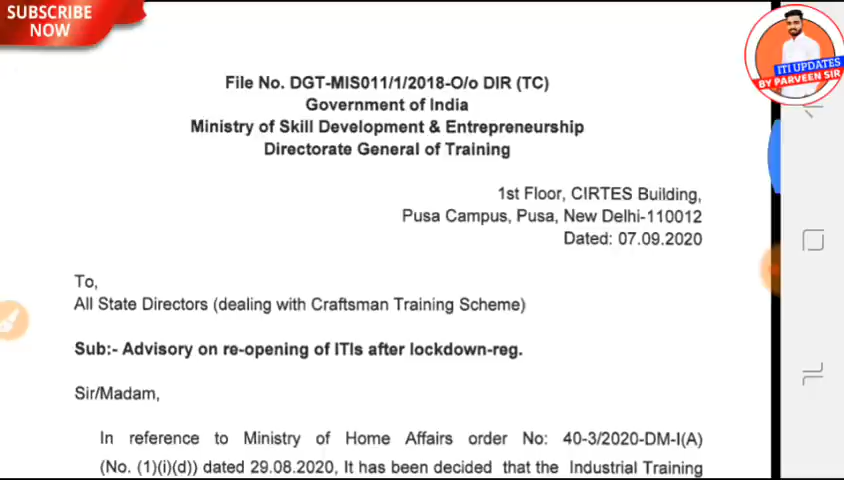 SUBSCRIBE
NOW
ITI UPDATES
BY PARVEEN SIR
File No. DGT-MIS011/1/2018-O/o DIR (TC)
Government of India
Ministry of Skill Development & Entrepreneurship
Directorate General of Training
1st Floor, CIRTES Building,
Pusa Campus, Pusa, New Delhi-110012
Dated: 07.09.2020
To,
All State Directors (dealing with Craftsman Training Scheme)
Sub:- Advisory on re-opening of ITIs after lockdown-reg.
Sir/Madam,
In reference to Ministry of Home Affairs order No: 40-3/2020-DM-I(A)
(No. (1)(i)(d)) dated 29.08.2020, It has been decided that the Industrial Training